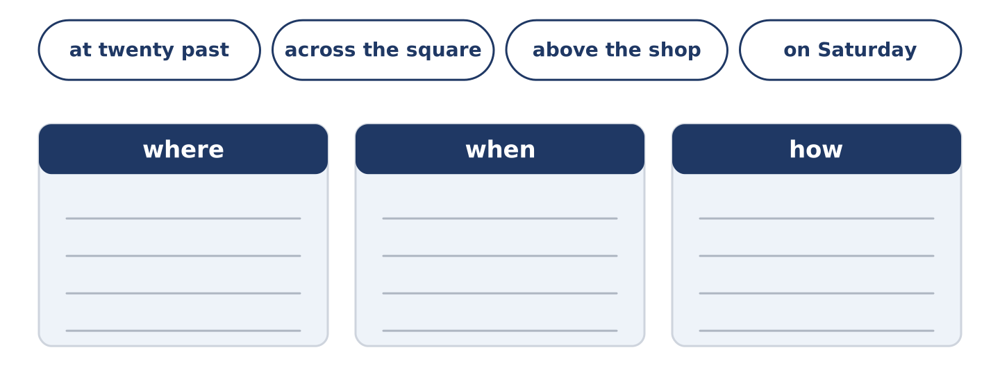 at twenty past
across the square
above the shop
on Saturday
where
when
how